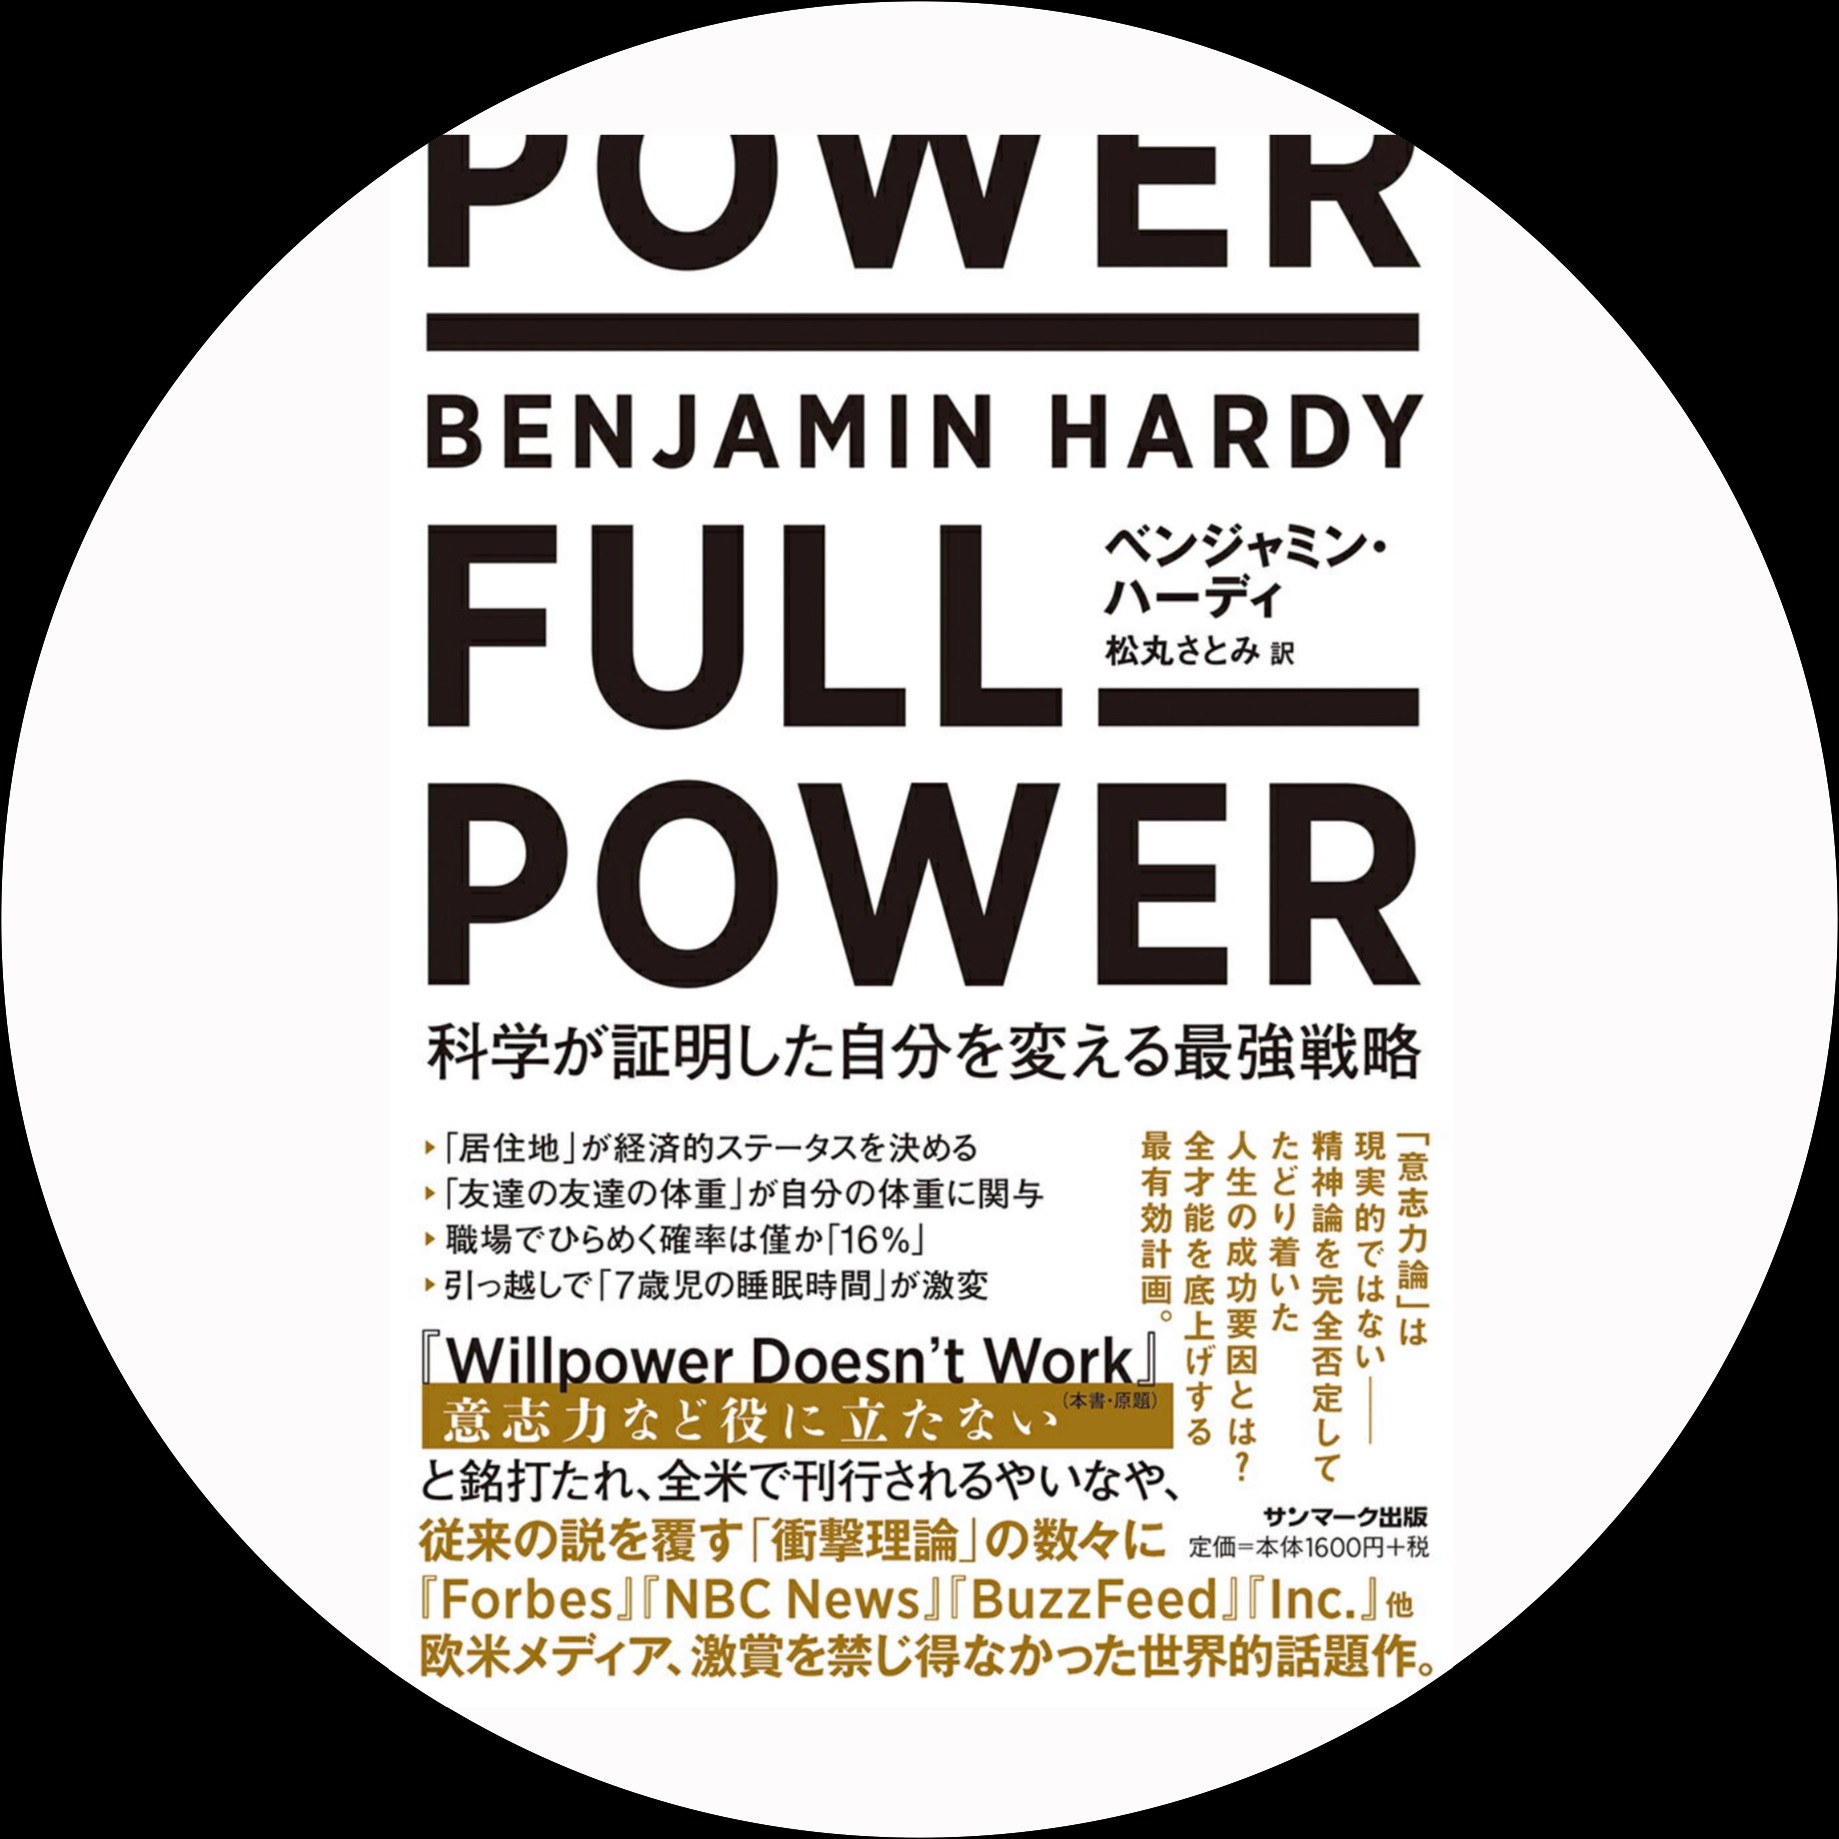 POWER
BENJAMIN HARDY
FULL
ベンジャミン・
ハーディ
松丸さとみ 訳
POWER
科学が証明した自分を変える最強戦略
▸「居住地」が経済的ステータスを決める
▸「友達の友達の体重」が自分の体重に関与
▸職場でひらめく確率は僅か「16%」
▸引っ越しで「7歳児の睡眠時間」が激変
「意志力論」は
現実的ではない──
精神論を完全否定して
たどり着いた
人生の成功要因とは?
全才能を底上げする
最有効計画。
『Willpower Doesn't Work』
(本書・原題)
意志力など役に立たない
と銘打たれ、全米で刊行されるやいなや、
従来の説を覆す「衝撃理論」の数々に
『Forbes』『NBC News』『BuzzFeed』『Inc.』他
欧米メディア、激賞を禁じ得なかった世界的話題作。
サンマーク出版
定価=本体1600円+税